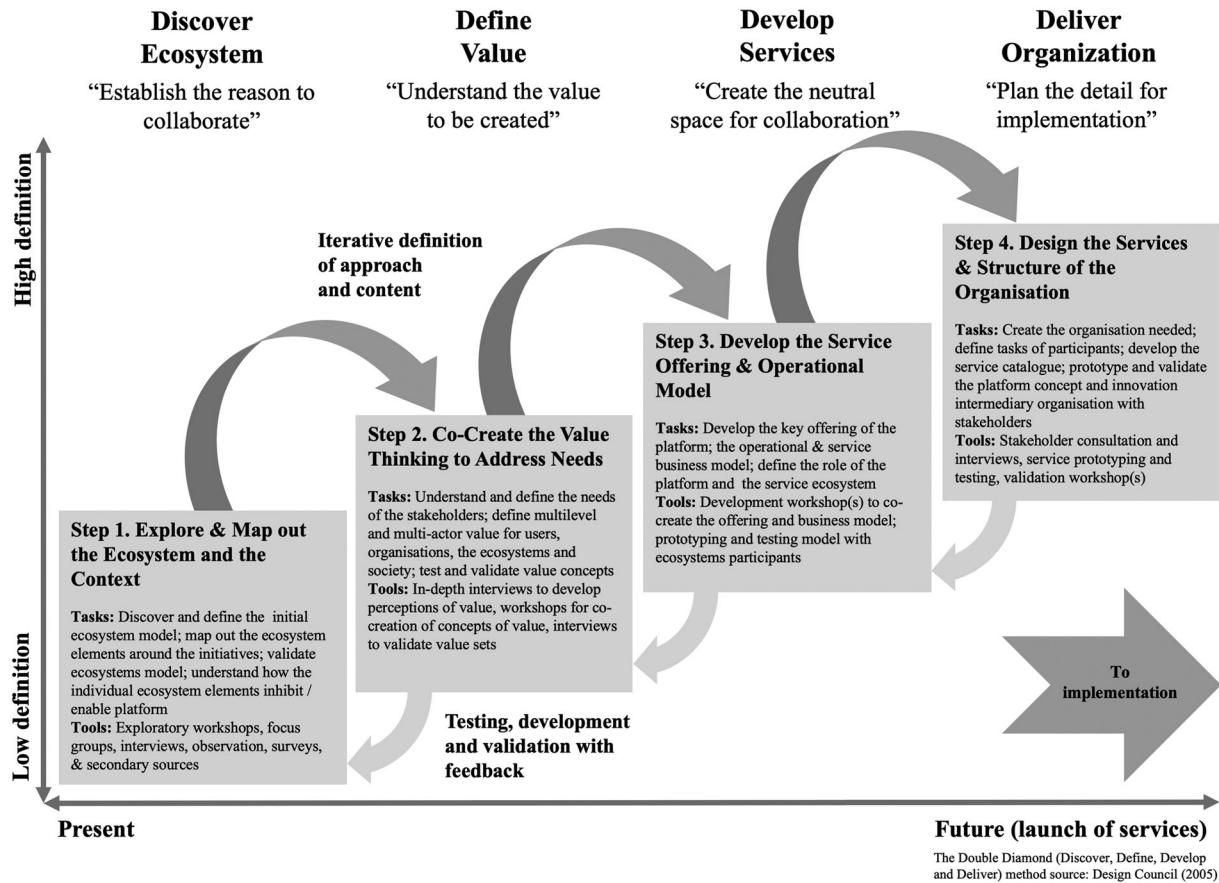 Discover
Ecosystem
“Establish the reason to
collaborate”
Define
Value
“Understand the value
to be created”
Develop
Services
“Create the neutral
space for collaboration”
Deliver
Organization
“Plan the detail for
implementation”
High definition
Low definition
Iterative definition
of approach
and content
Step 1. Explore & Map out
the Ecosystem and the
Context
Tasks: Discover and define the initial
ecosystem model; map out the ecosystem
elements around the initiatives; validate
ecosystems model; understand how the
individual ecosystem elements inhibit /
enable platform
Tools: Exploratory workshops, focus
groups, interviews, observation, surveys,
& secondary sources
Step 2. Co-Create the Value
Thinking to Address Needs
Tasks: Understand and define the needs
of the stakeholders; define multilevel
and multi-actor value for users,
organisations, the ecosystems and
society; test and validate value concepts
Tools: In-depth interviews to develop
perceptions of value, workshops for co-
creation of concepts of value, interviews
to validate value sets
Step 3. Develop the Service
Offering & Operational
Model
Tasks: Develop the key offering of the
platform; the operational & service
business model; define the role of the
platform and the service ecosystem
Tools: Development workshop(s) to co-
create the offering and business model;
prototyping and testing model with
ecosystems participants
Step 4. Design the Services
& Structure of the
Organisation
Tasks: Create the organisation needed;
define tasks of participants; develop the
service catalogue; prototype and validate
the platform concept and innovation
intermediary organisation with
stakeholders
Tools: Stakeholder consultation and
interviews, service prototyping and
testing, validation workshop(s)
Testing, development
and validation with
feedback
To
implementation
Present
Future (launch of services)
The Double Diamond (Discover, Define, Develop
and Deliver) method source: Design Council (2005)